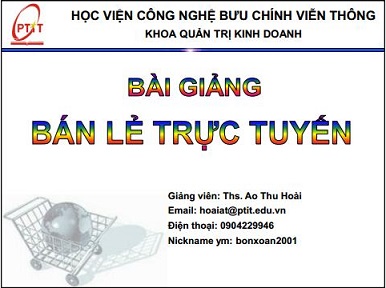 PTIT
HỌC VIỆN CÔNG NGHỆ BƯU CHÍNH VIỄN THÔNG
KHOA QUẢN TRỊ KINH DOANH
BÀI GIẢNG
BÁN LẺ TRỰC TUYẾN
Giảng viên: Ths. Ao Thu Hoài
Email: hoaiat@ptit.edu.vn
Điện thoại: 0904229946
Nickname ym: bonxoan2001